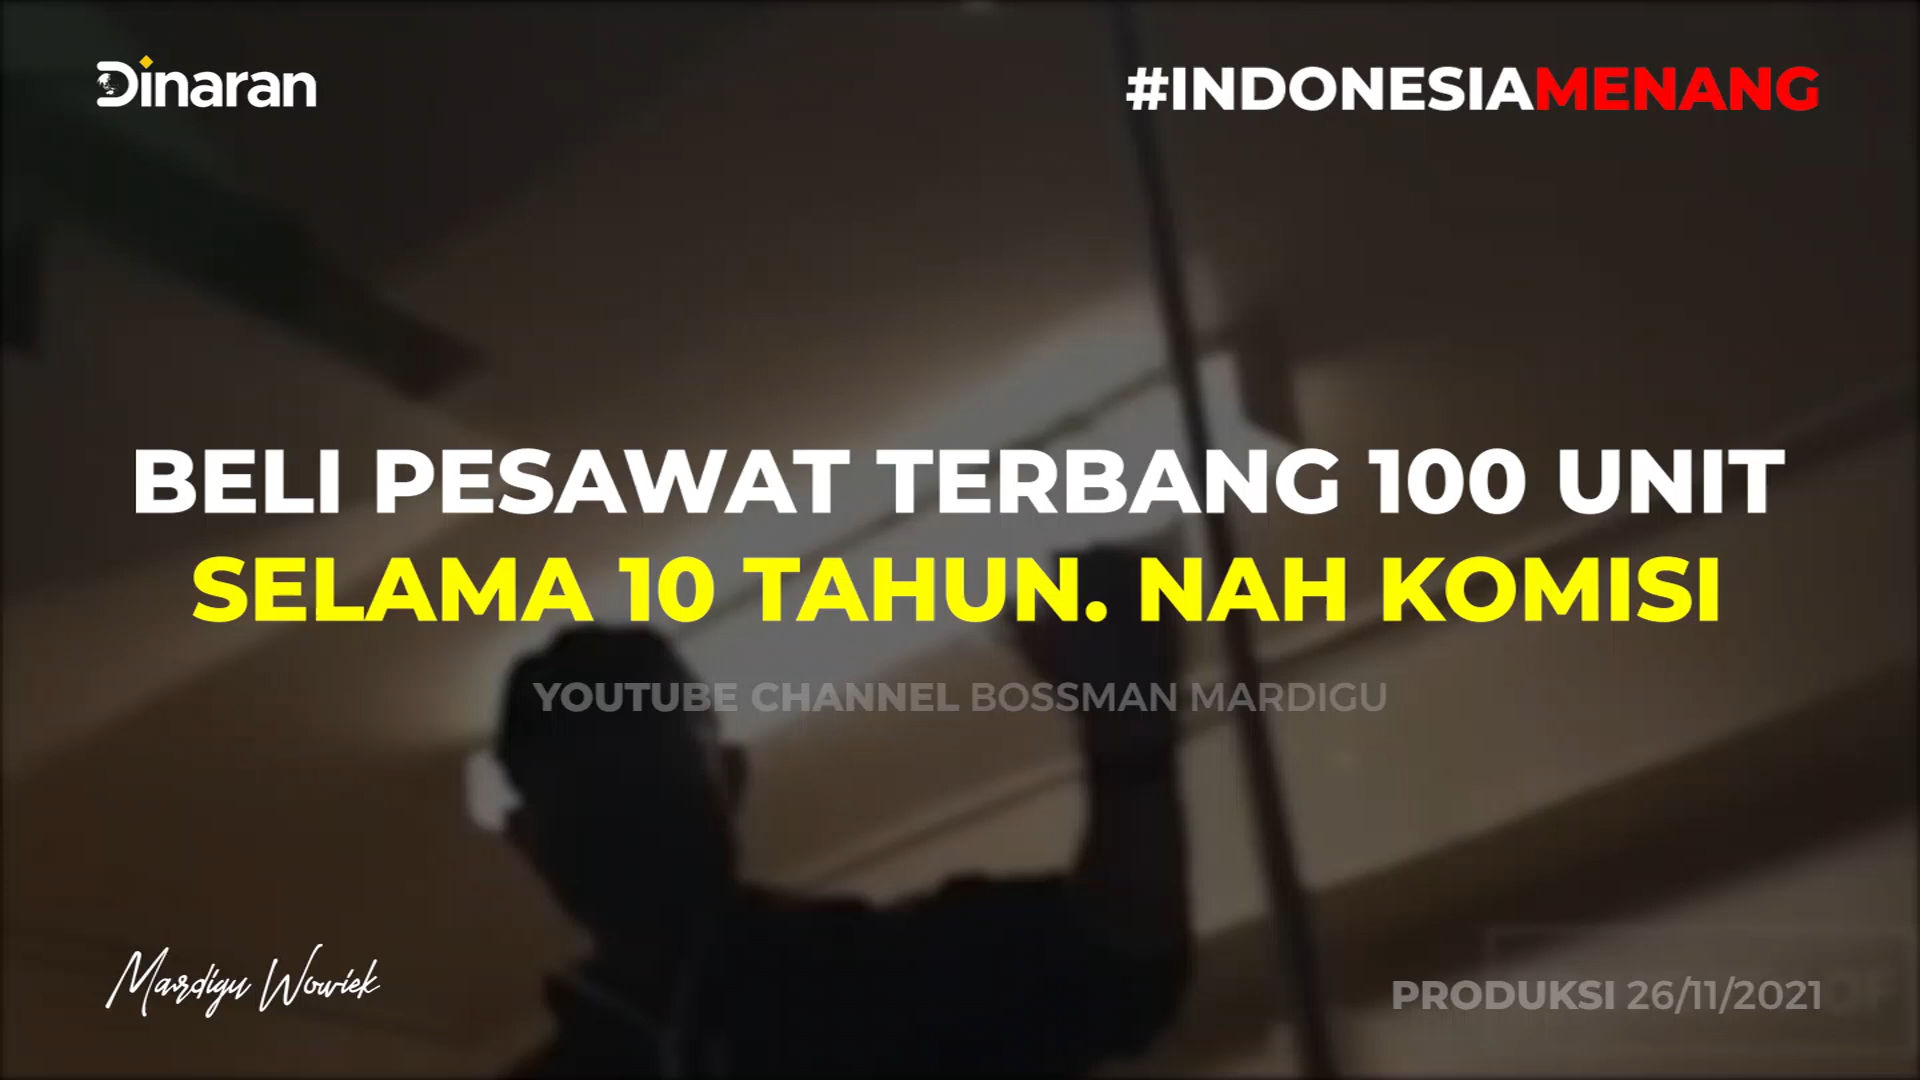 Dinaran
#INDONESIAMENANG
BELI PESAWAT TERBANG 100 UNIT
SELAMA 10 TAHUN. NAH KOMISI
YOUTUBE CHANNEL BOSSMAN MARDIGU
Mardigu Wowiek
PRODUKSI 26/11/2021